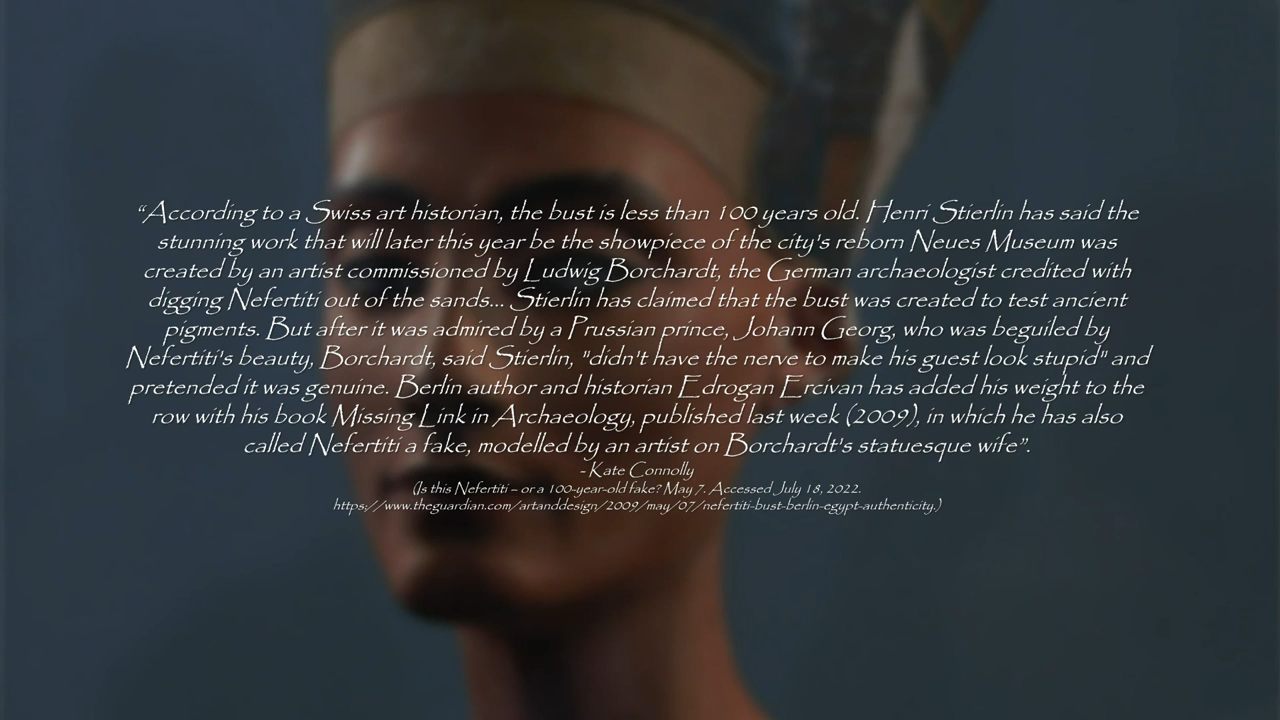 “According to a Swiss art historian, the bust is less than 100 years old. Henri Stierlin has said the
stunning work that will later this year be the showpiece of the city's reborn Neues Museum was
created by an artist commissioned by Ludwig Borchardt, the German archaeologist credited with
digging Nefertiti out of the sands... Stierlin has claimed that the bust was created to test ancient
pigments. But after it was admired by a Prussian prince, Johann Georg, who was beguiled by
Nefertiti's beauty, Borchardt, said Stierlin, "didn't have the nerve to make his guest look stupid" and
pretended it was genuine. Berlin author and historian Edrogan Ercivan has added his weight to the
row with his book Missing Link in Archaeology, published last week (2009), in which he has also
called Nefertiti a fake, modelled by an artist on Borchardt's statuesque wife”.
- Kate Connolly
(Is this Nefertiti – or a 100-year-old fake? May 7. Accessed July 18, 2022.
https://www.theguardian.com/artanddesign/2009/may/07/nefertiti-bust-berlin-egypt-authenticity.)